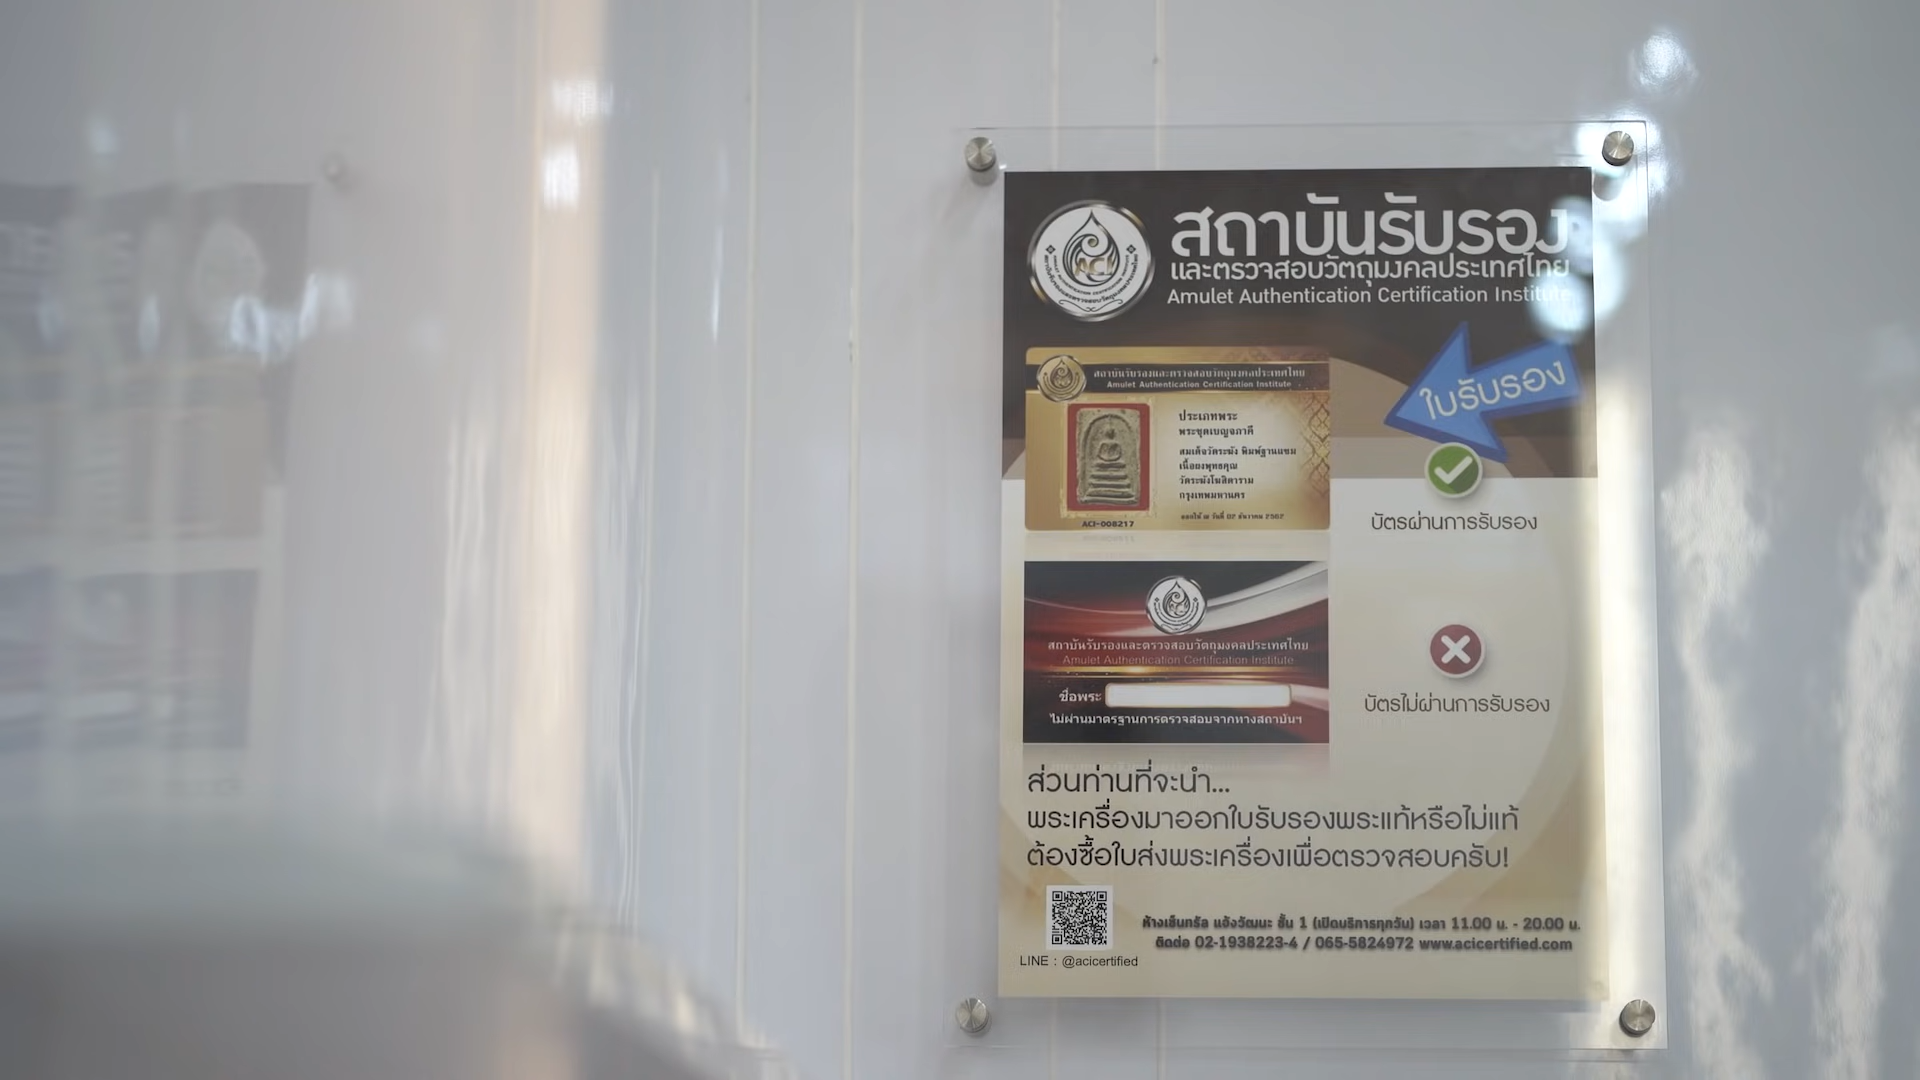 สถาบันรับรอง
และตรวจสอบวัตถุมงคลประเทศไทย
Amulet Authentication Certification Institute
ACI
ใบรับรอง
สถาบันรับรองและตรวจสอบวัตถุมงคลประเทศไทย
Amulet Authentication Certification Institute
ประเภทพระ
พระชุดเบญจภาคี
สมเด็จวัดระฆัง พิมพ์ฐานแซม
เนื้อผงพุทธคุณ
วัดระฆังโฆสิตาราม
กรุงเทพมหานคร
ACI-008217
ออกให้ ณ วันที่ 02 ธันวาคม 2562
บัตรผ่านการรับรอง
สถาบันรับรองและตรวจสอบวัตถุมงคลประเทศไทย
Amulet Authentication Certification Institute
ชื่อพระ
ไม่ผ่านมาตรฐานการตรวจสอบจากทางสถาบันฯ
บัตรไม่ผ่านการรับรอง
ส่วนท่านที่จะนำ...
พระเครื่องมาออกใบรับรองพระแท้หรือไม่แท้
ต้องซื้อใบส่งพระเครื่องเพื่อตรวจสอบครับ!
ห้างเซ็นทรัล แจ้งวัฒนะ ชั้น 1 (เปิดบริการทุกวัน) เวลา 11.00 น. - 20.00 น.
ติดต่อ 02-1938223-4 / 065-5824972 www.acicertified.com
LINE : @acicertified